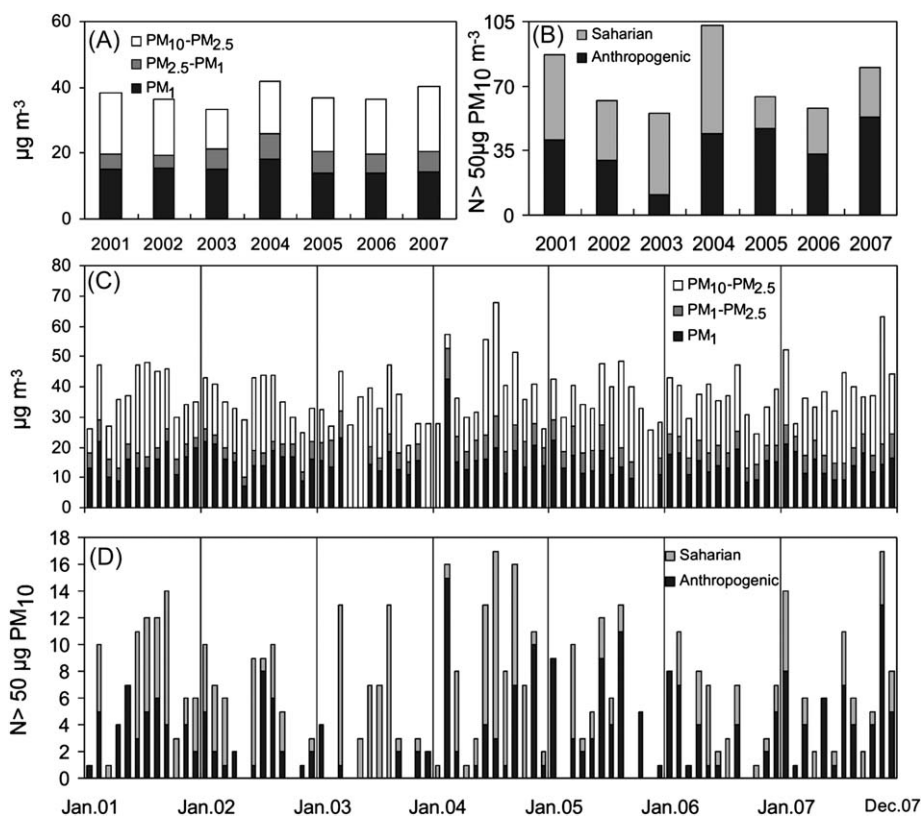 (A)
PM10-PM2.5
PM2.5-PM1
PM1
µg m-3
60
40
20
0
2001 2002 2003 2004 2005 2006 2007
(B)
Saharian
Anthropogenic
N> 50µg PM10 m-3
105
70
35
0
2001 2002 2003 2004 2005 2006 2007
(C)
PM10-PM2.5
PM1-PM2.5
PM1
µg m-3
80
70
60
50
40
30
20
10
0
(D)
Saharian
Anthropogenic
N> 50 µg PM10
18
16
14
12
10
8
6
4
2
0
Jan.01 Jan.02 Jan.03 Jan.04 Jan.05 Jan.06 Jan.07 Dec.07